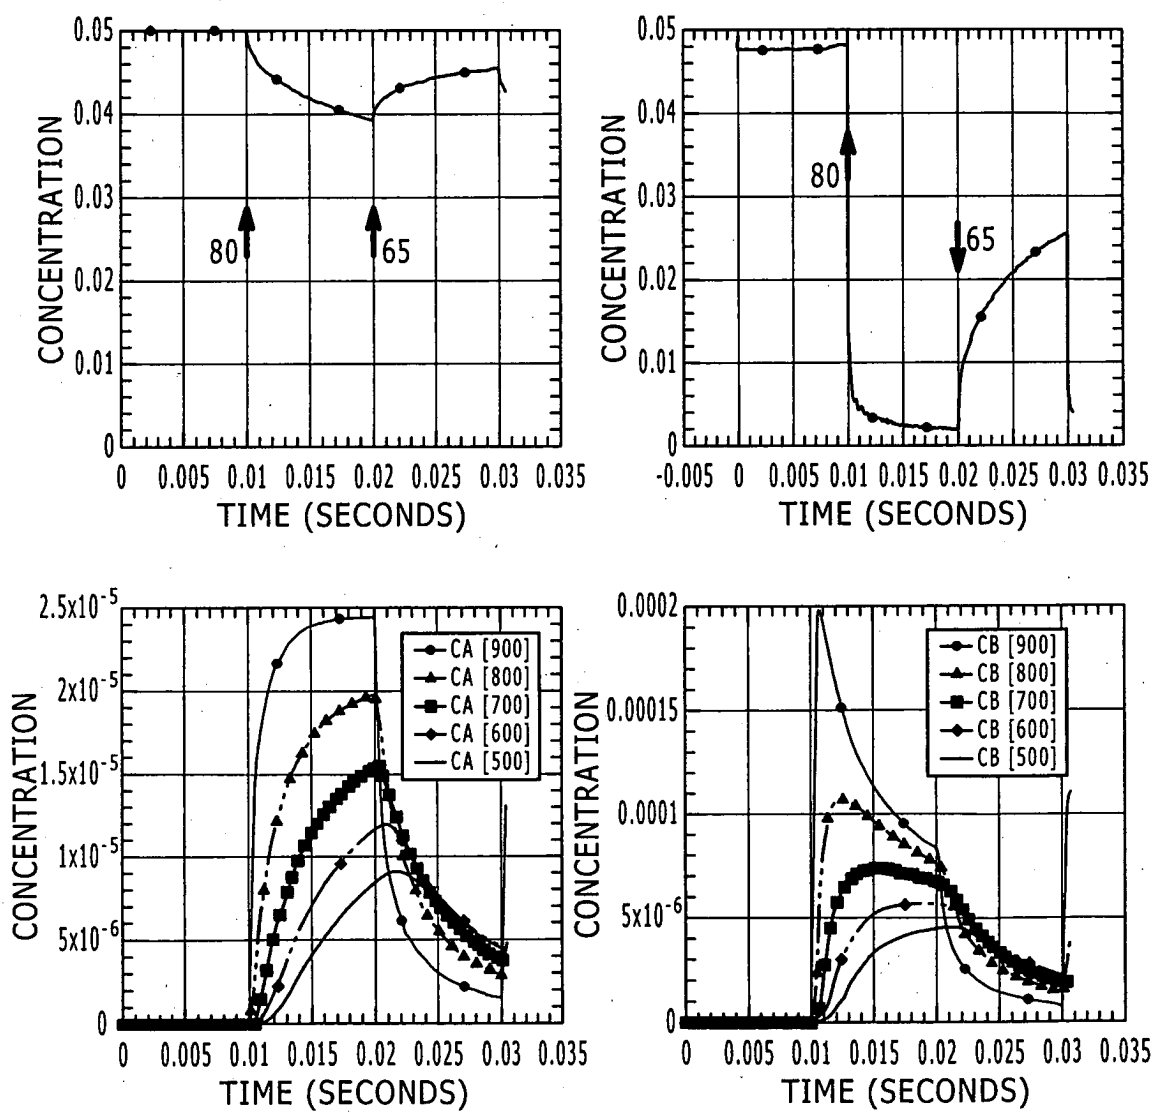 CONCENTRATION
0.05
0.04
0.03
0.02
0.01
0
80
65
0 0.005 0.01 0.015 0.02 0.025 0.03 0.035
TIME (SECONDS)
CONCENTRATION
0.05
0.04
0.03
0.02
0.01
0
80
65
-0.005 0 0.005 0.01 0.015 0.02 0.025 0.03 0.035
TIME (SECONDS)
CONCENTRATION
2.5x10-5
2x10-5
1.5x10-5
1x10-5
5x10-6
0
CA [900]
CA [800]
CA [700]
CA [600]
CA [500]
0 0.005 0.01 0.015 0.02 0.025 0.03 0.035
TIME (SECONDS)
CONCENTRATION
0.0002
0.00015
0.0001
5x10-6
0
CB [900]
CB [800]
CB [700]
CB [600]
CB [500]
0 0.005 0.01 0.015 0.02 0.025 0.03 0.035
TIME (SECONDS)